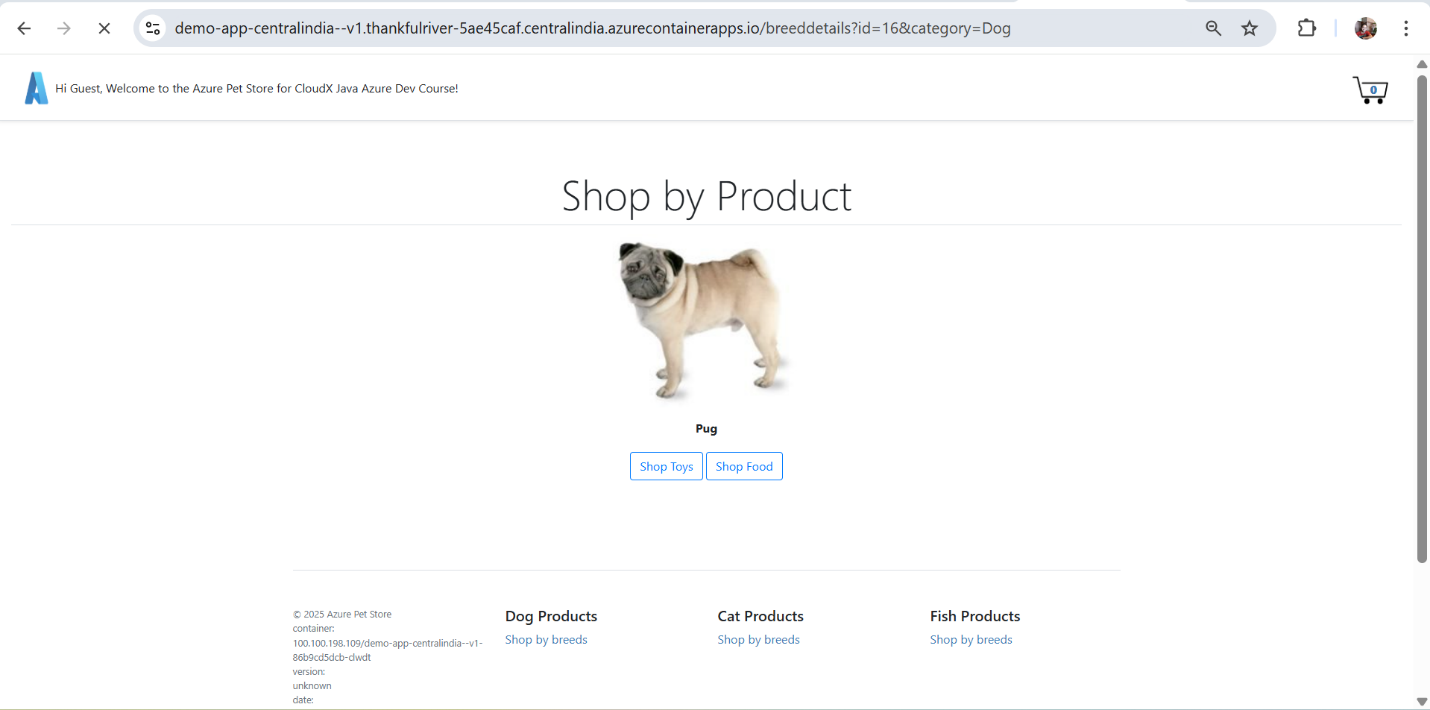 demo-app-centralindia--v1.thankfulriver-5ae45caf.centralindia.azurecontainerapps.io/breeddetails?id=16&category=Dog
Hi Guest, Welcome to the Azure Pet Store for CloudX Java Azure Dev Course!
0
Shop by Product
Pug
Shop Toys
Shop Food
© 2025 Azure Pet Store
container:
100.100.198.109/demo-app-centralindia--v1-
86b9cd5dcb-clwdt
version:
unknown
date:
Dog Products
Shop by breeds
Cat Products
Shop by breeds
Fish Products
Shop by breeds